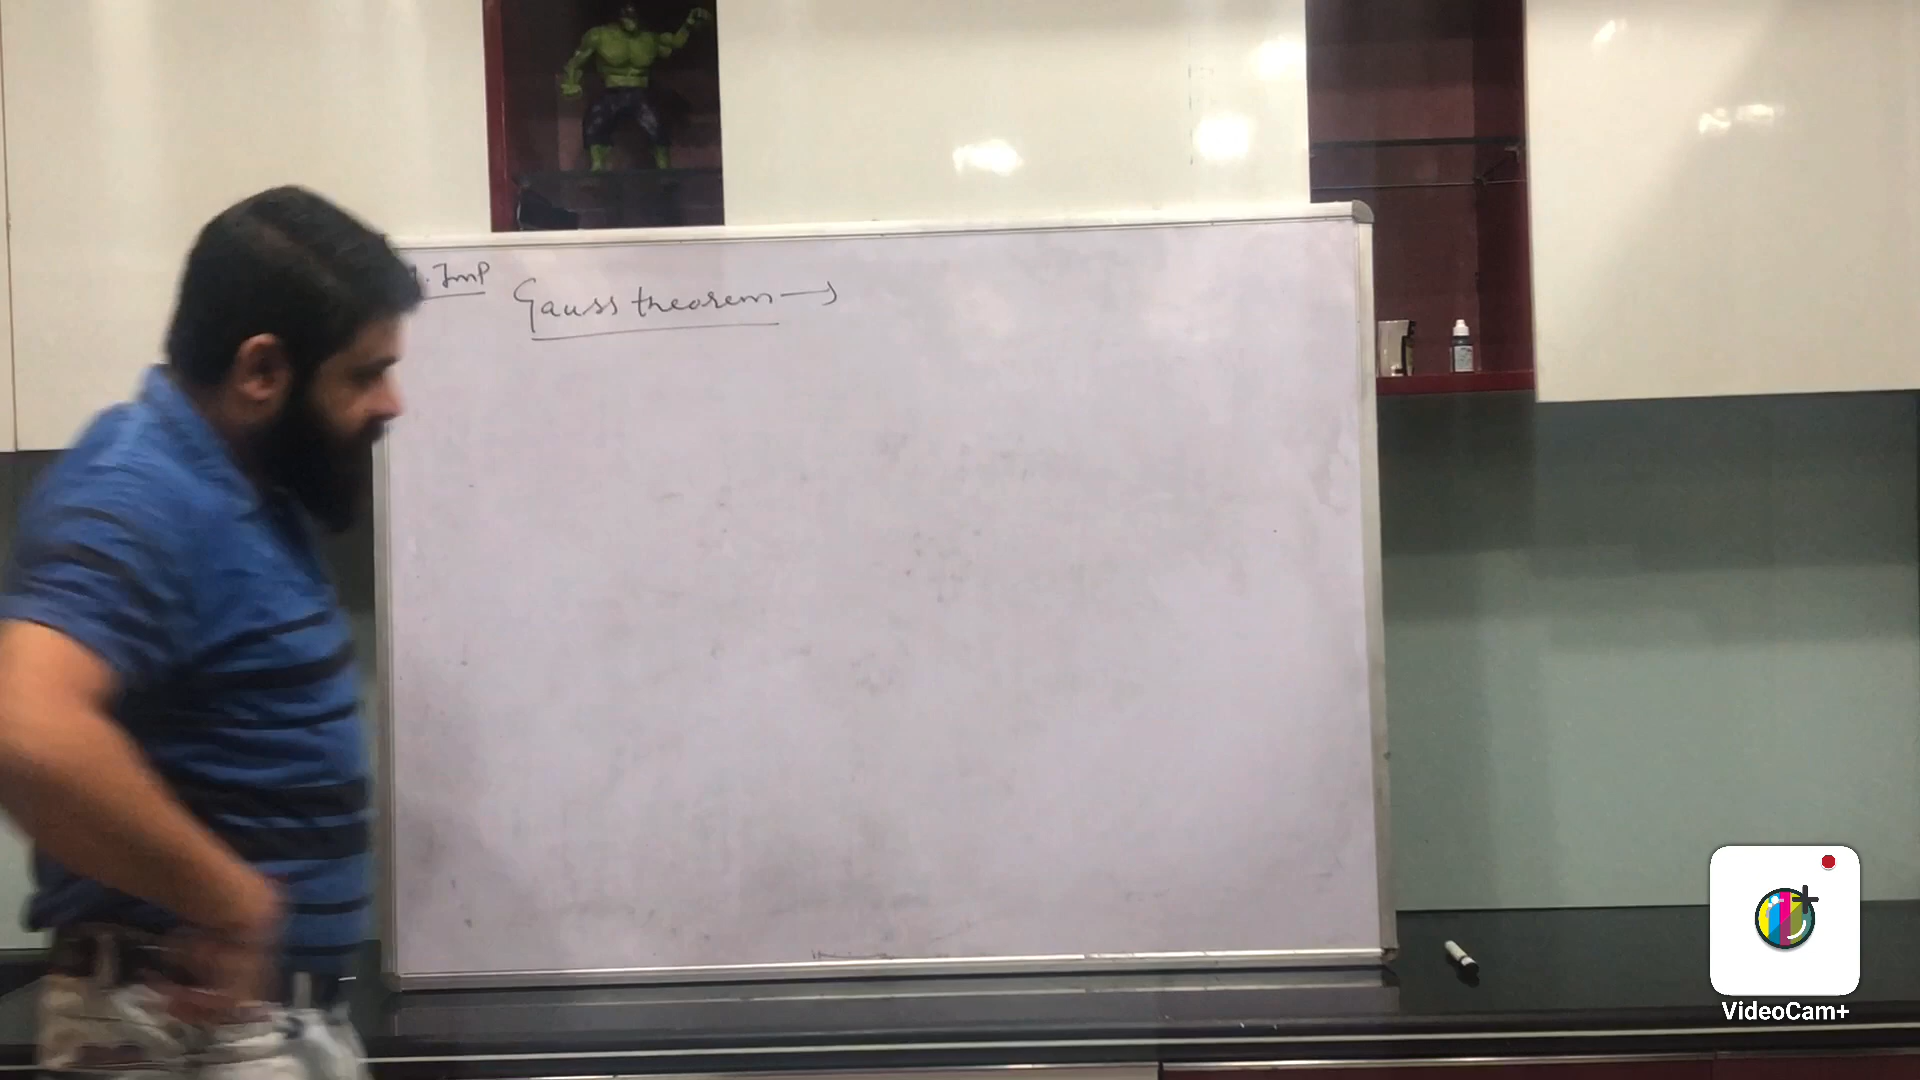 . Imp
Gauss theorem →
VideoCam+